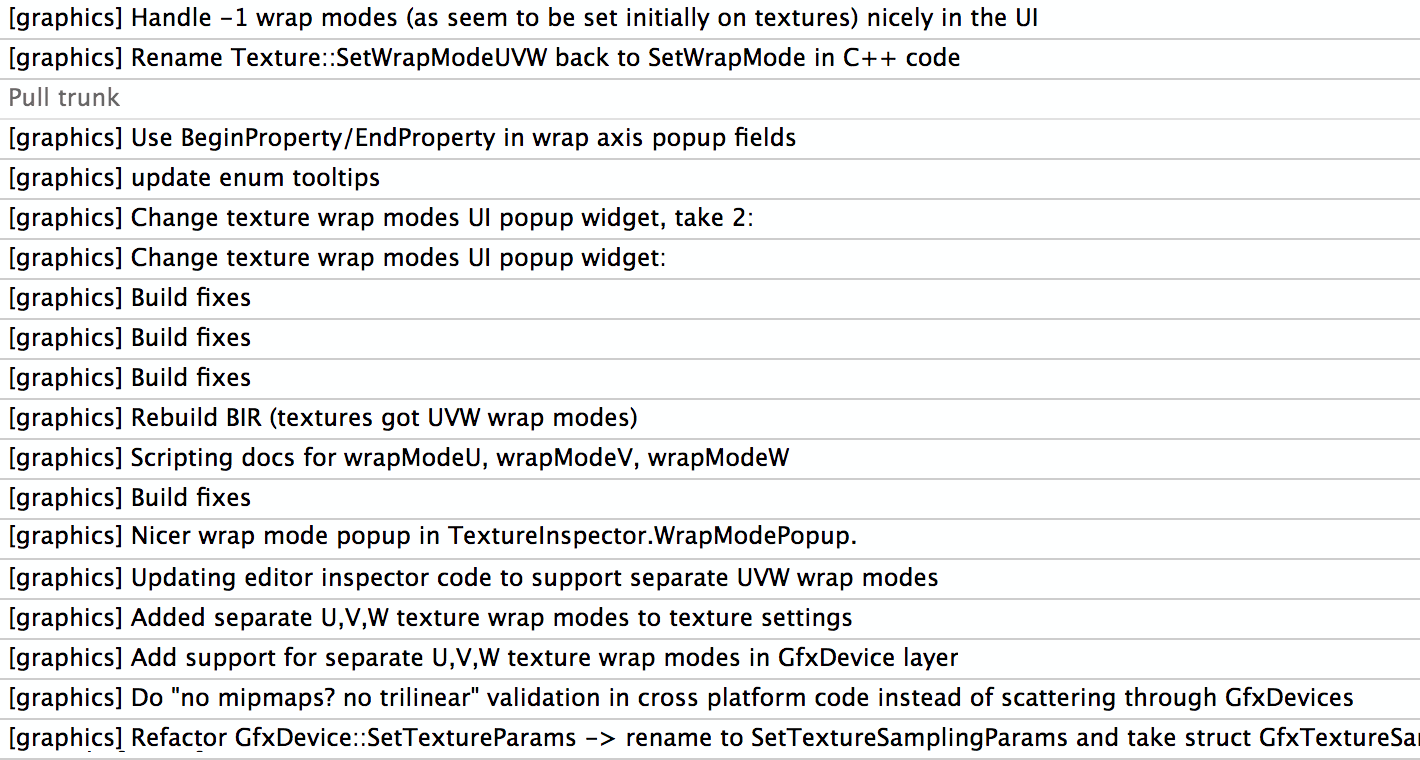 [graphics] Handle -1 wrap modes (as seem to be set initially on textures) nicely in the UI
[graphics] Rename Texture::SetWrapModeUVW back to SetWrapMode in C++ code
Pull trunk
[graphics] Use BeginProperty/EndProperty in wrap axis popup fields
[graphics] update enum tooltips
[graphics] Change texture wrap modes UI popup widget, take 2:
[graphics] Change texture wrap modes UI popup widget:
[graphics] Build fixes
[graphics] Build fixes
[graphics] Build fixes
[graphics] Rebuild BIR (textures got UVW wrap modes)
[graphics] Scripting docs for wrapModeU, wrapModeV, wrapModeW
[graphics] Build fixes
[graphics] Nicer wrap mode popup in TextureInspector.WrapModePopup.
[graphics] Updating editor inspector code to support separate UVW wrap modes
[graphics] Added separate U,V,W texture wrap modes to texture settings
[graphics] Add support for separate U,V,W texture wrap modes in GfxDevice layer
[graphics] Do "no mipmaps? no trilinear" validation in cross platform code instead of scattering through GfxDevices
[graphics] Refactor GfxDevice::SetTextureParams -> rename to SetTextureSamplingParams and take struct